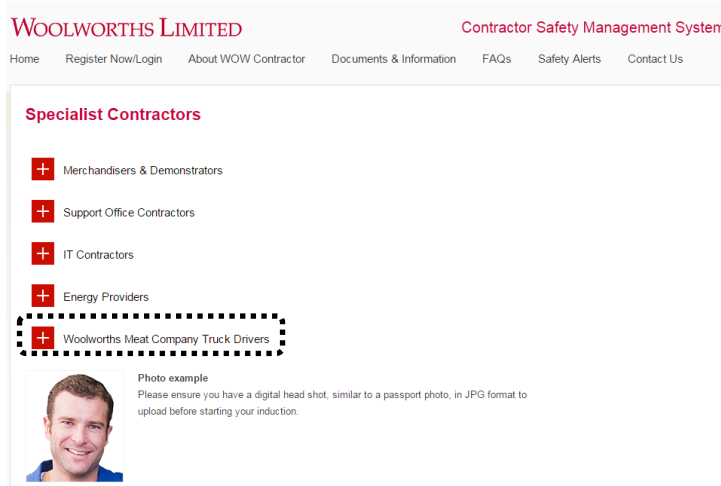 WOOLWORTHS LIMITED
Contractor Safety Management System
Home Register Now/Login About WOW Contractor Documents & Information FAQs Safety Alerts Contact Us
Specialist Contractors
Merchandisers & Demonstrators
Support Office Contractors
IT Contractors
Energy Providers
Woolworths Meat Company Truck Drivers
Photo example
Please ensure you have a digital head shot, similar to a passport photo, in JPG format to
upload before starting your induction.